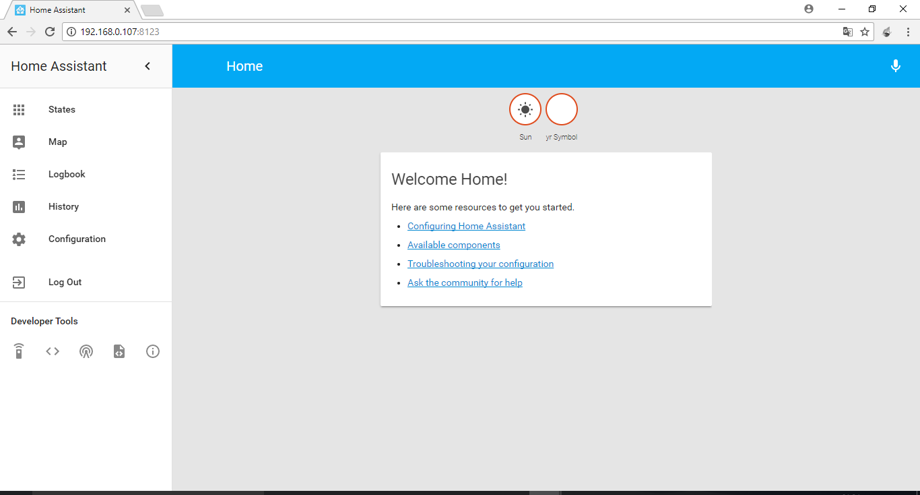 Home Assistant
192.168.0.107:8123
Home Assistant
Home
States
Map
Logbook
History
Configuration
Log Out
Developer Tools
Sun
yr Symbol
Welcome Home!
Here are some resources to get you started.
Configuring Home Assistant
Available components
Troubleshooting your configuration
Ask the community for help